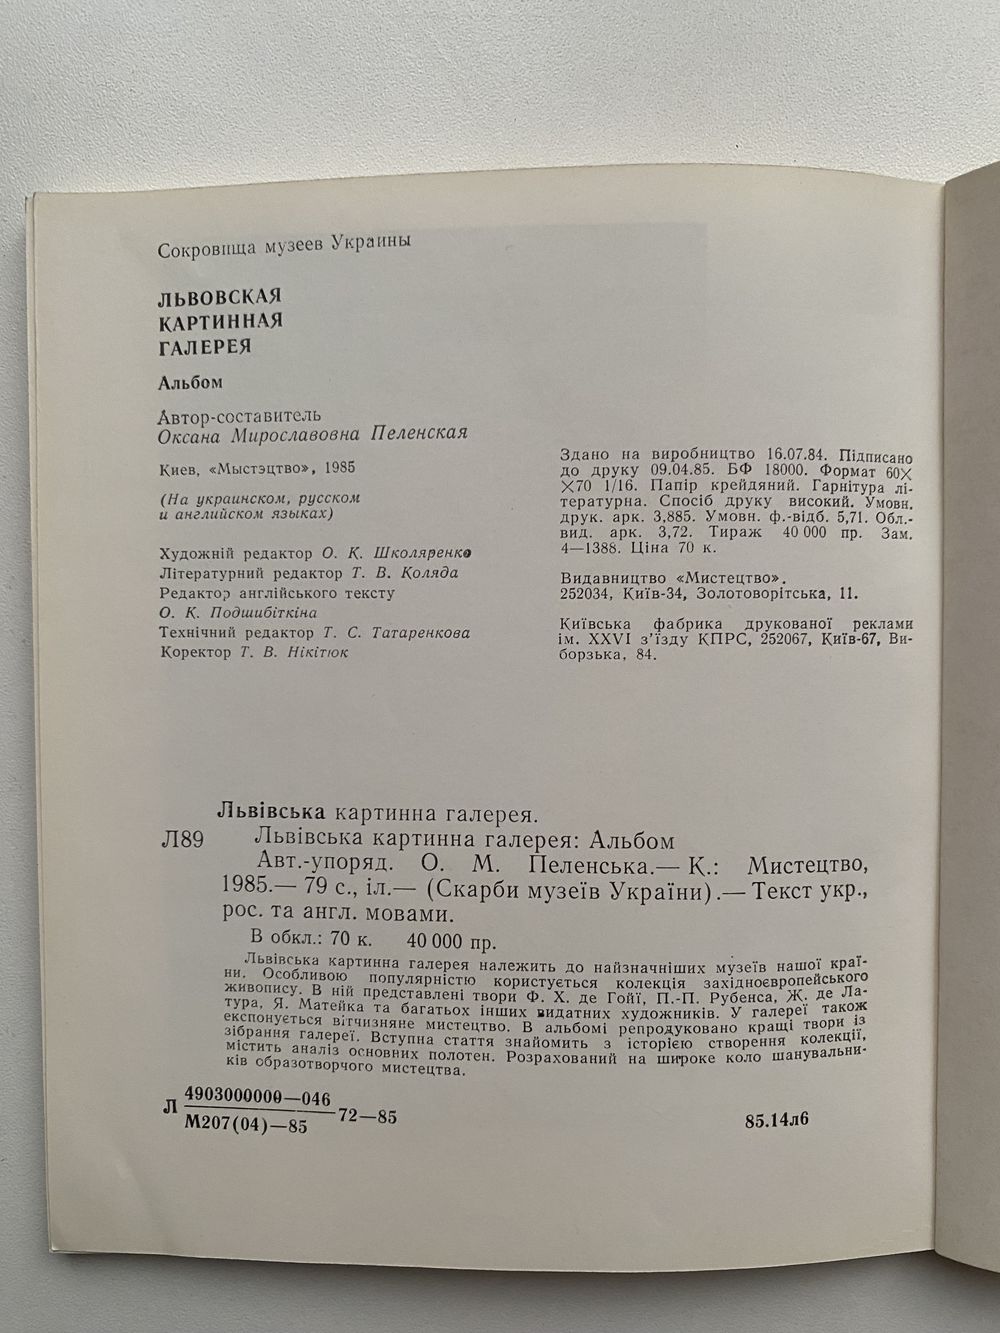 Сокровища музеев Украины
ЛЬВОВСКАЯ
КАРТИННАЯ
ГАЛЕРЕЯ
Альбом
Автор-составитель
Оксана Мирославовна Пеленская
Киев, «Мыстэцтво», 1985
(На украинском, русском
и английском языках)
Художній редактор О. К. Школяренко
Літературний редактор Т. В. Коляда
Редактор англійського тексту
О. К. Подшибіткіна
Технічний редактор Т. С. Татаренкова
Коректор Т. В. Нікітюк
Здано на виробництво 16.07.84. Підписано
до друку 09.04.85. БФ 18000. Формат 60×
×70 1/16. Папір крейдяний. Гарнітура лі-
тературна. Спосіб друку високий. Умовн.
друк. арк. 3,885. Умовн. ф.-відб. 5,71. Обл.-
вид. арк. 3,72. Тираж 40 000 пр. Зам.
4—1388. Ціна 70 к.
Видавництво «Мистецтво».
252034, Київ-34, Золотоворітська, 11.
Київська фабрика друкованої реклами
ім. XXVI з’їзду КПРС, 252067, Київ-67, Ви-
борзька, 84.
Львівська картинна галерея.
Л89 Львівська картинна галерея: Альбом
Авт.-упоряд. О. М. Пеленська.— К.: Мистецтво,
1985.— 79 с., іл.— (Скарби музеїв України).— Текст укр.,
рос. та англ. мовами.
В обкл.: 70 к. 40 000 пр.
Львівська картинна галерея належить до найзначніших музеїв нашої краї-
ни. Особливою популярністю користується колекція західноєвропейського
живопису. В ній представлені твори Ф. Х. де Гойї, П.-П. Рубенса, Ж. де Ла-
тура, Я. Матейка та багатьох інших видатних художників. У галереї також
експонується вітчизняне мистецтво. В альбомі репродуковано кращі твори із
зібрання галереї. Вступна стаття знайомить з історією створення колекції,
містить аналіз основних полотен. Розрахований на широке коло шанувальни-
ків образотворчого мистецтва.
Л 4903000000—046
М207(04)—85 72—85
85.14л6